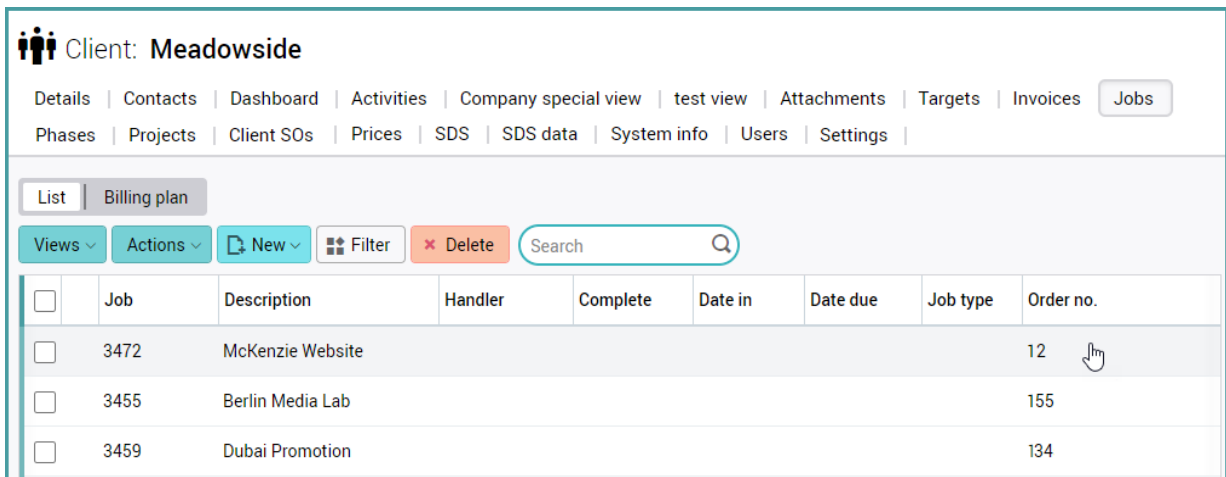 Client: Meadowside
Details | Contacts | Dashboard | Activities | Company special view | test view | Attachments | Targets | Invoices Jobs
Phases | Projects | Client SOs | Prices | SDS | SDS data | System info | Users | Settings |
List | Billing plan
Views Actions New Filter Delete Search
Job Description Handler Complete Date in Date due Job type Order no.
3472 McKenzie Website 12
3455 Berlin Media Lab 155
3459 Dubai Promotion 134